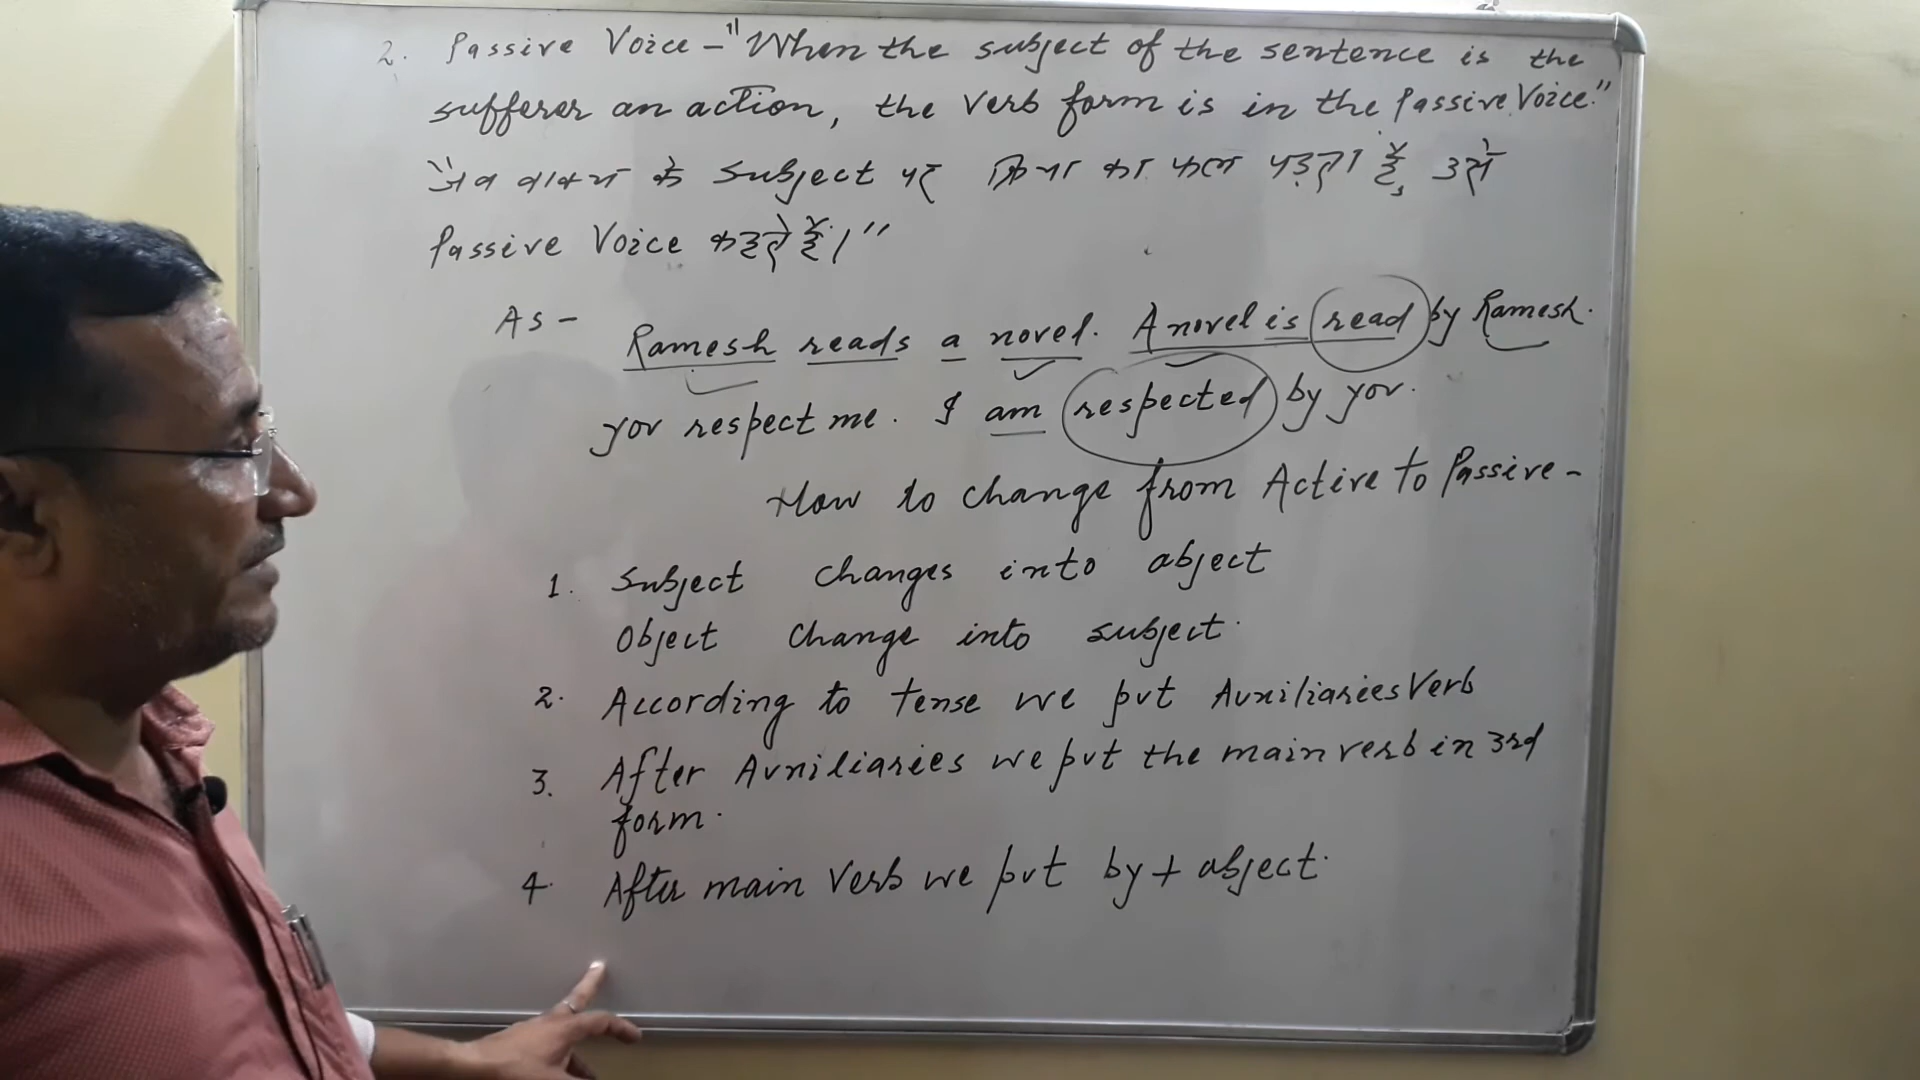 2. Passive Voice - "When the subject of the sentence is the
sufferer an action, the verb form is in the Passive Voice."
"जब वाक्य के subject पर क्रिया का फल पड़ता है, उसे
Passive Voice कहते हैं।"
As - Ramesh reads a novel. A novel is read by Ramesh.
you respect me. I am respected by you.
How to change from Active to Passive -
1. Subject changes into abject
Object change into subject.
2. According to tense we put Auxiliaries Verb
3. After Auxiliaries we put the main verb in 3rd
form.
4. After main Verb we put by + abject.